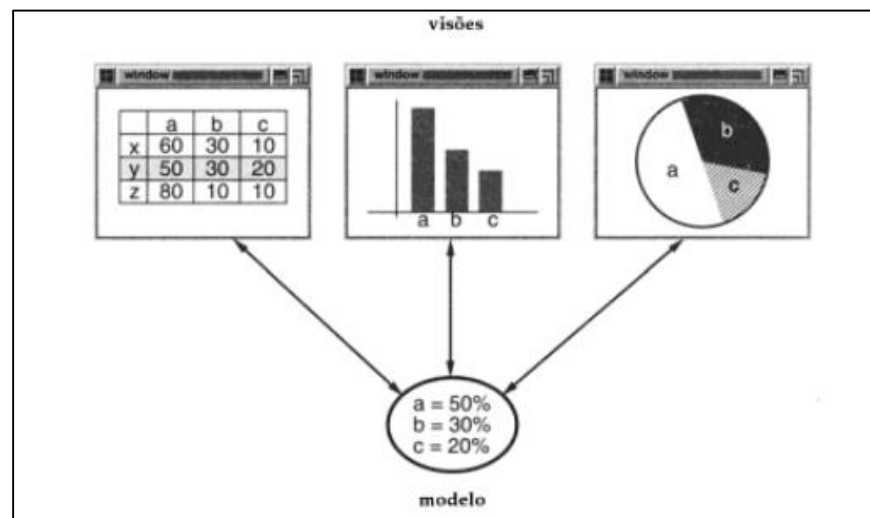 visões
window
window
window
a b c
x 60 30 10
y 50 30 20
z 80 10 10
a b c
a
b
c
a = 50%
b = 30%
c = 20%
modelo